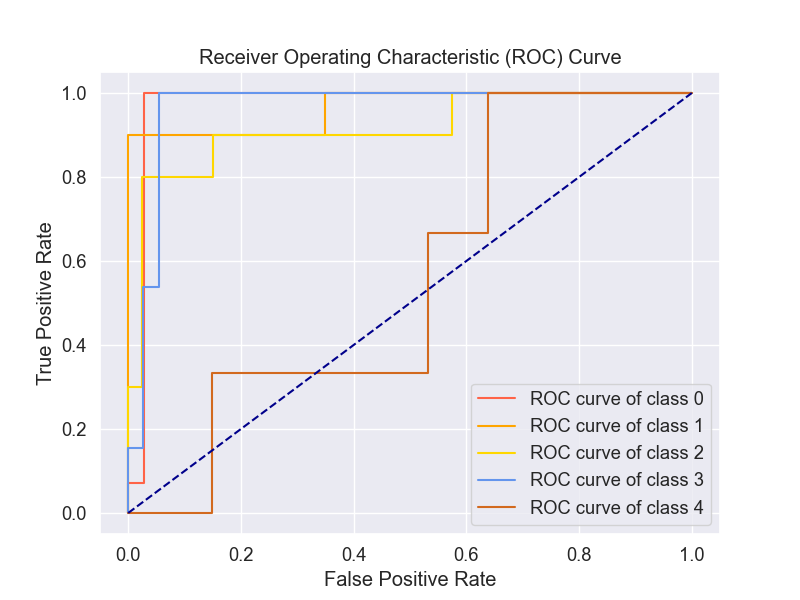 Receiver Operating Characteristic (ROC) Curve
True Positive Rate
1.0
0.8
0.6
0.4
0.2
0.0
ROC curve of class 0
ROC curve of class 1
ROC curve of class 2
ROC curve of class 3
ROC curve of class 4
0.0 0.2 0.4 0.6 0.8 1.0
False Positive Rate